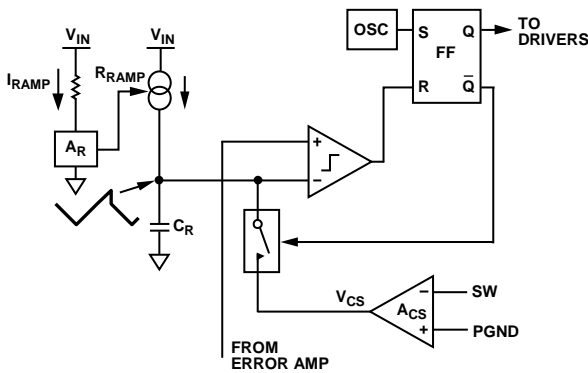 OSC
S
Q
TO
DRIVERS
FF
R
Q̅
V_IN
V_IN
I_RAMP
R_RAMP
A_R
+
−
C_R
V_CS
A_CS
−
SW
+
PGND
FROM
ERROR AMP